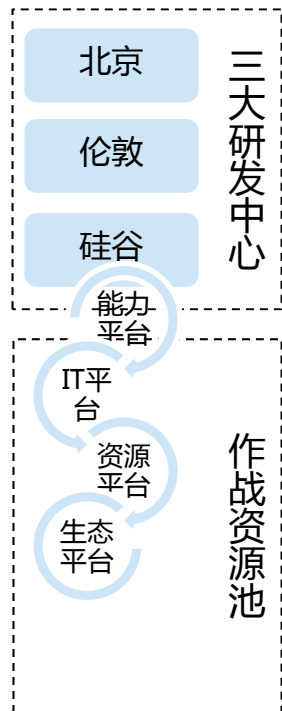 北京
伦敦
硅谷
三大研发中心
能力
平台
IT平
台
资源
平台
生态
平台
作战资源池